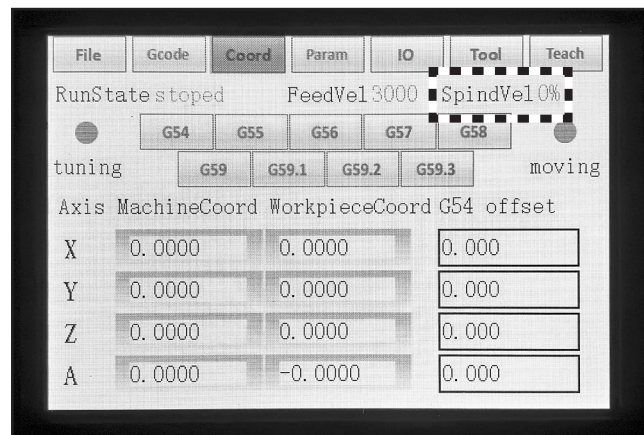 File Gcode Coord Param IO Tool Teach
RunState stoped FeedVel 3000 SpindVel 0%
G54 G55 G56 G57 G58
tuning G59 G59.1 G59.2 G59.3 moving
Axis MachineCoord WorkpieceCoord G54 offset
X 0.0000 0.0000 0.000
Y 0.0000 0.0000 0.000
Z 0.0000 0.0000 0.000
A 0.0000 -0.0000 0.000